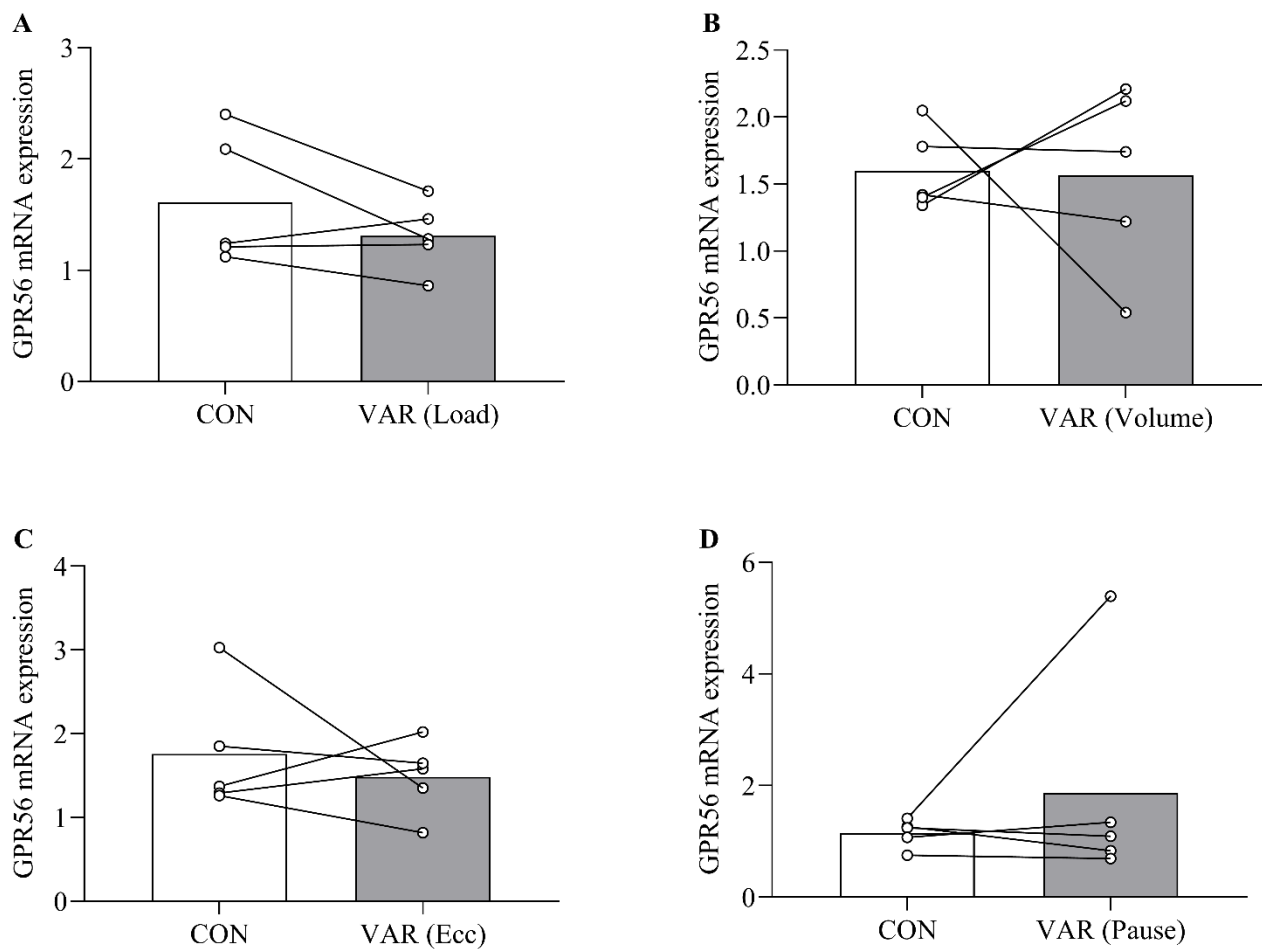 A
GPR56 mRNA expression
3
2
1
0
CON
VAR (Load)
B
GPR56 mRNA expression
2.5
2.0
1.5
1.0
0.5
0.0
CON
VAR (Volume)
C
GPR56 mRNA expression
4
3
2
1
0
CON
VAR (Ecc)
D
GPR56 mRNA expression
6
4
2
0
CON
VAR (Pause)